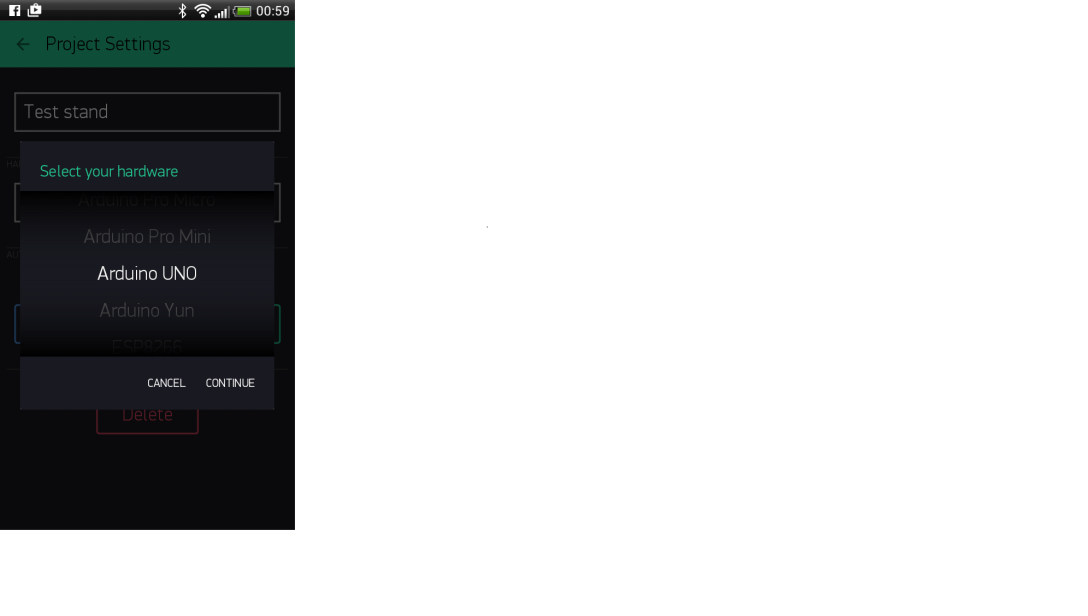 00:59
Project Settings
Test stand
Select your hardware
Arduino Pro Micro
Arduino Pro Mini
Arduino UNO
Arduino Yun
ESP8266
CANCEL CONTINUE
Delete